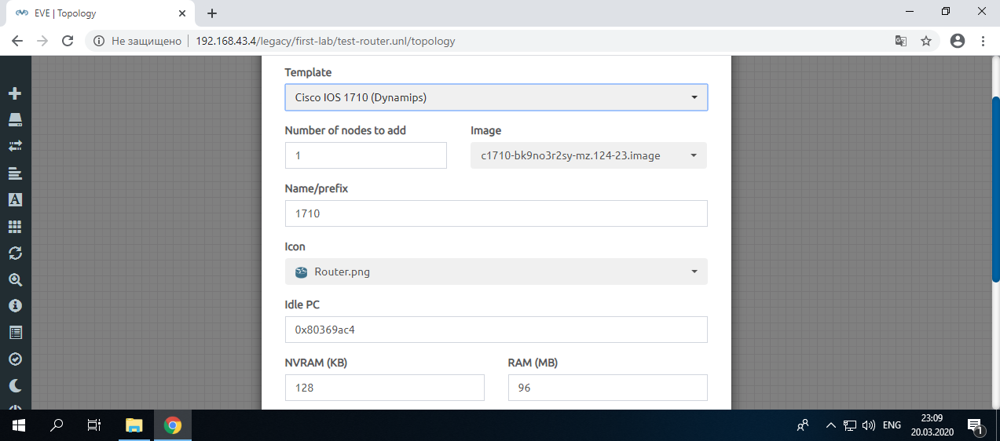 EVE | Topology
Не защищено 192.168.43.4/legacy/first-lab/test-router.unl/topology
Template
Cisco IOS 1710 (Dynamips)
Number of nodes to add Image
1 c1710-bk9no3r2sy-mz.124-23.image
Name/prefix
1710
Icon
Router.png
Idle PC
0x80369ac4
NVRAM (KB) RAM (MB)
128 96
A
ENG 23:09
20.03.2020
1